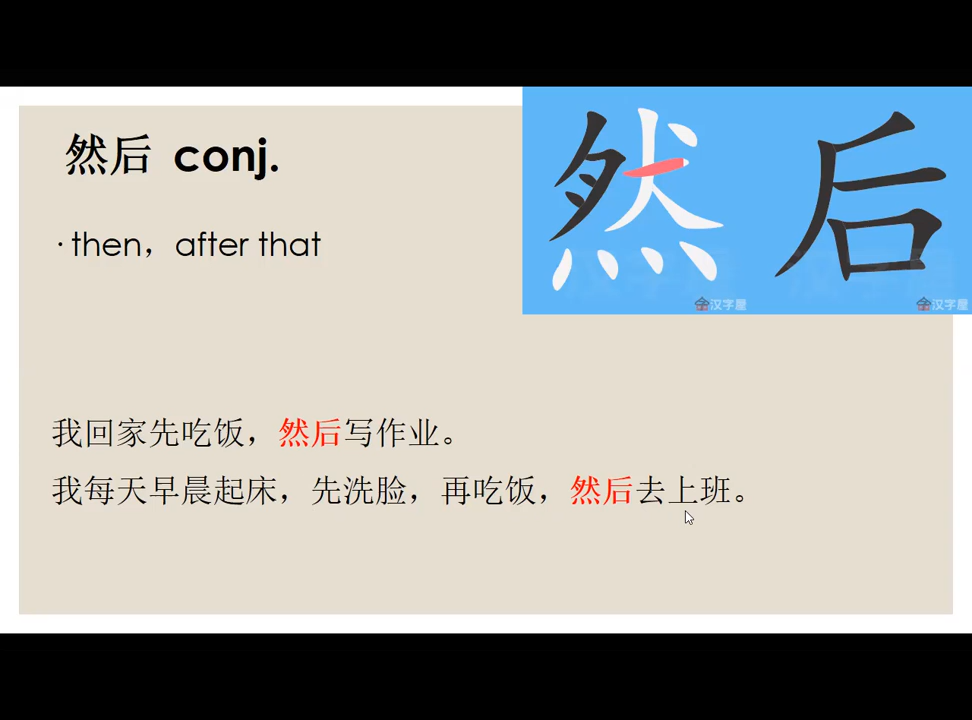 然后 conj.
·then，after that
然后
汉字屋 汉字屋
我回家先吃饭，然后写作业。
我每天早晨起床，先洗脸，再吃饭，然后去上班。